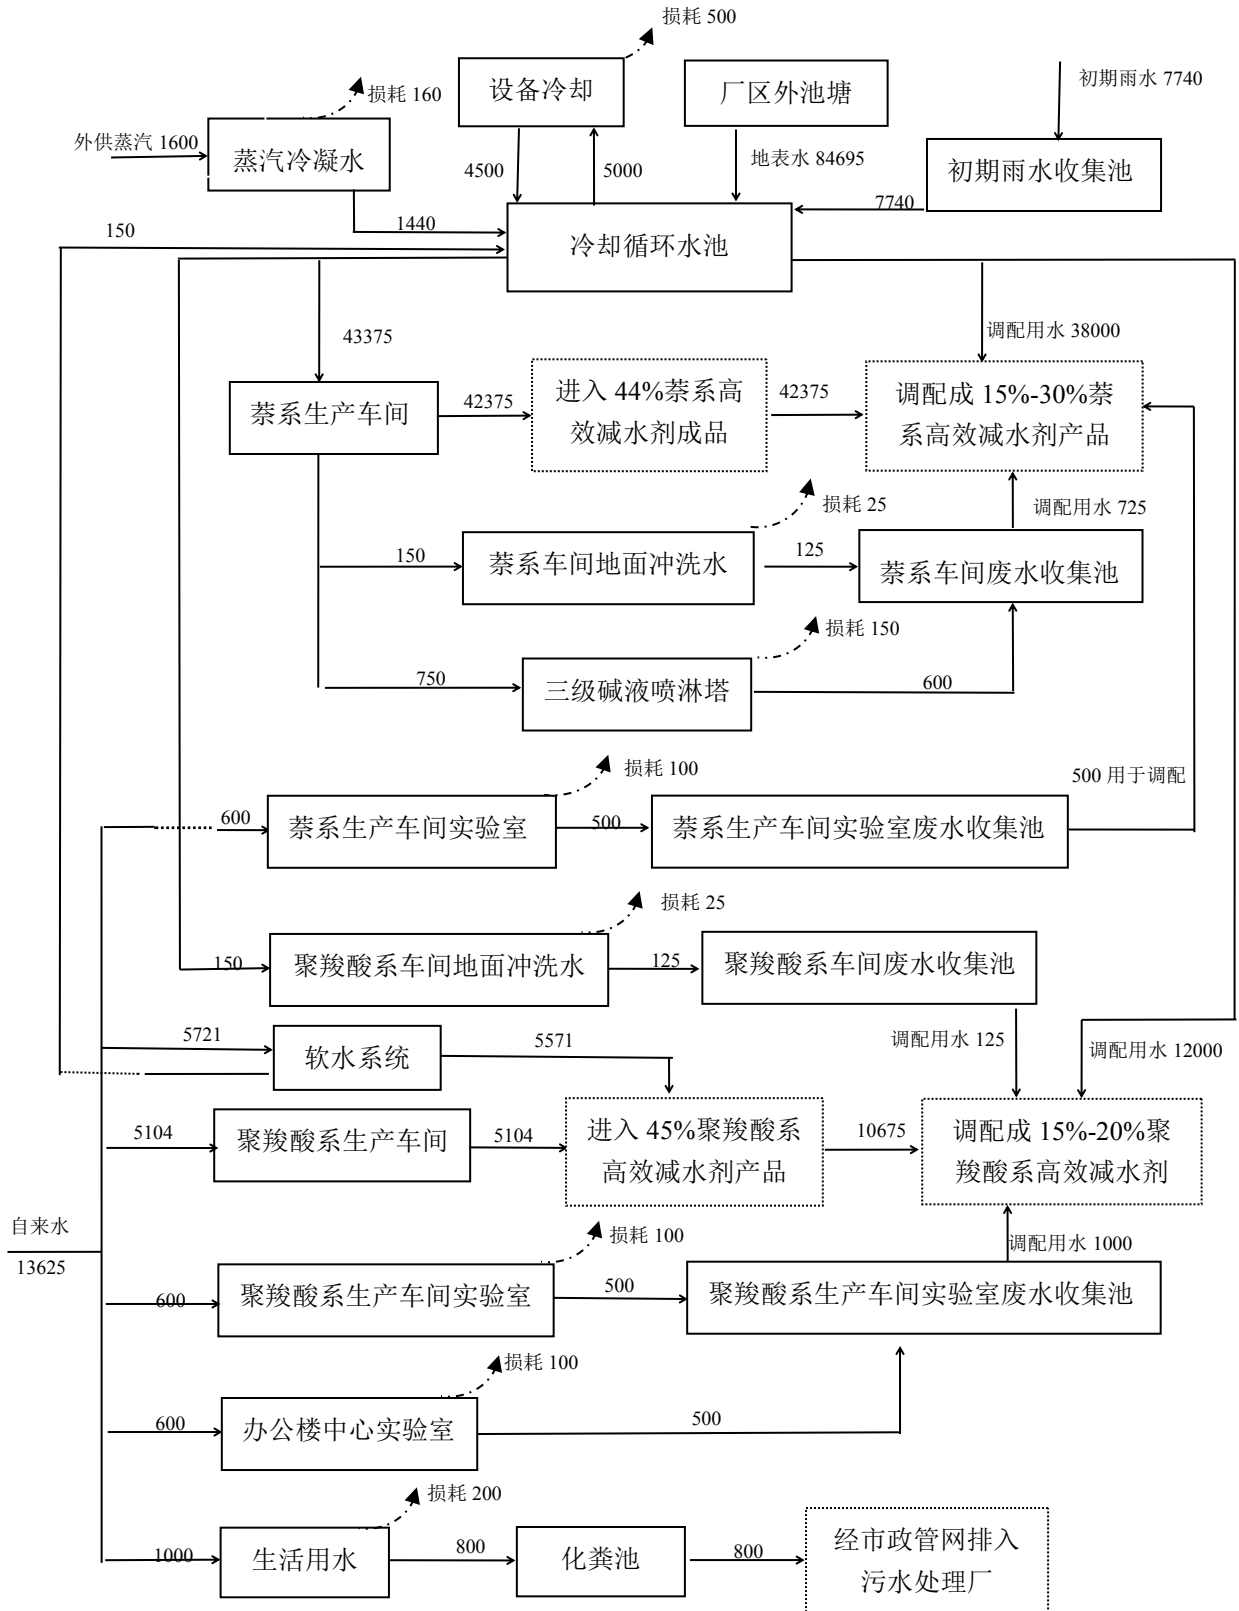 损耗 500
设备冷却
厂区外池塘
初期雨水 7740
损耗 160
外供蒸汽 1600
蒸汽冷凝水
4500
5000
地表水 84695
初期雨水收集池
7740
1440
150
冷却循环水池
43375
调配用水 38000
萘系生产车间
42375
进入 44%萘系高
效减水剂成品
42375
调配成 15%-30%萘
系高效减水剂产品
损耗 25
调配用水 725
150
萘系车间地面冲洗水
125
萘系车间废水收集池
损耗 150
750
三级碱液喷淋塔
600
损耗 100
500 用于调配
600
萘系生产车间实验室
500
萘系生产车间实验室废水收集池
损耗 25
150
聚羧酸系车间地面冲洗水
125
聚羧酸系车间废水收集池
5721
软水系统
5571
调配用水 125
调配用水 12000
5104
聚羧酸系生产车间
5104
进入 45%聚羧酸系
高效减水剂产品
10675
调配成 15%-20%聚
羧酸系高效减水剂
自来水
13625
损耗 100
调配用水 1000
600
聚羧酸系生产车间实验室
500
聚羧酸系生产车间实验室废水收集池
损耗 100
600
办公楼中心实验室
500
损耗 200
1000
生活用水
800
化粪池
800
经市政管网排入
污水处理厂